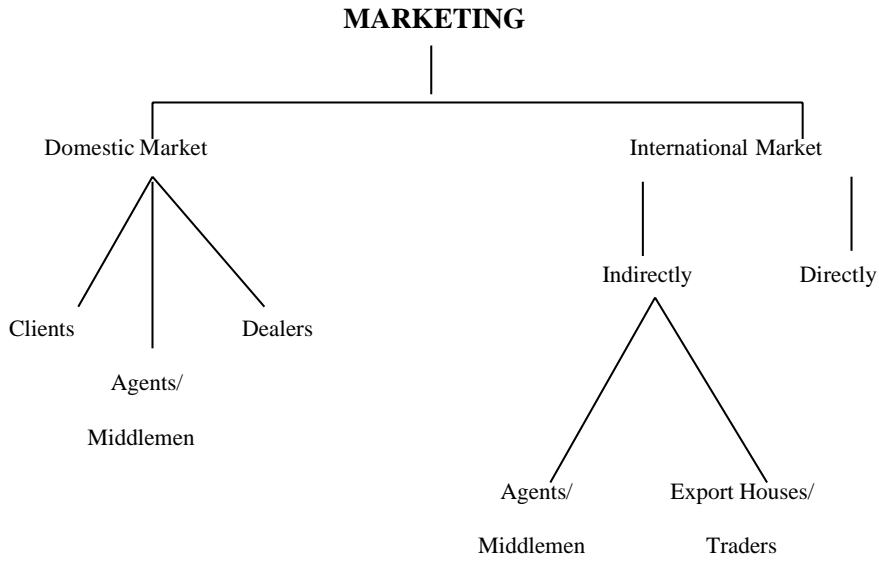 MARKETING
Domestic Market
International Market
Indirectly
Directly
Clients
Dealers
Agents/
Middlemen
Agents/
Middlemen
Export Houses/
Traders